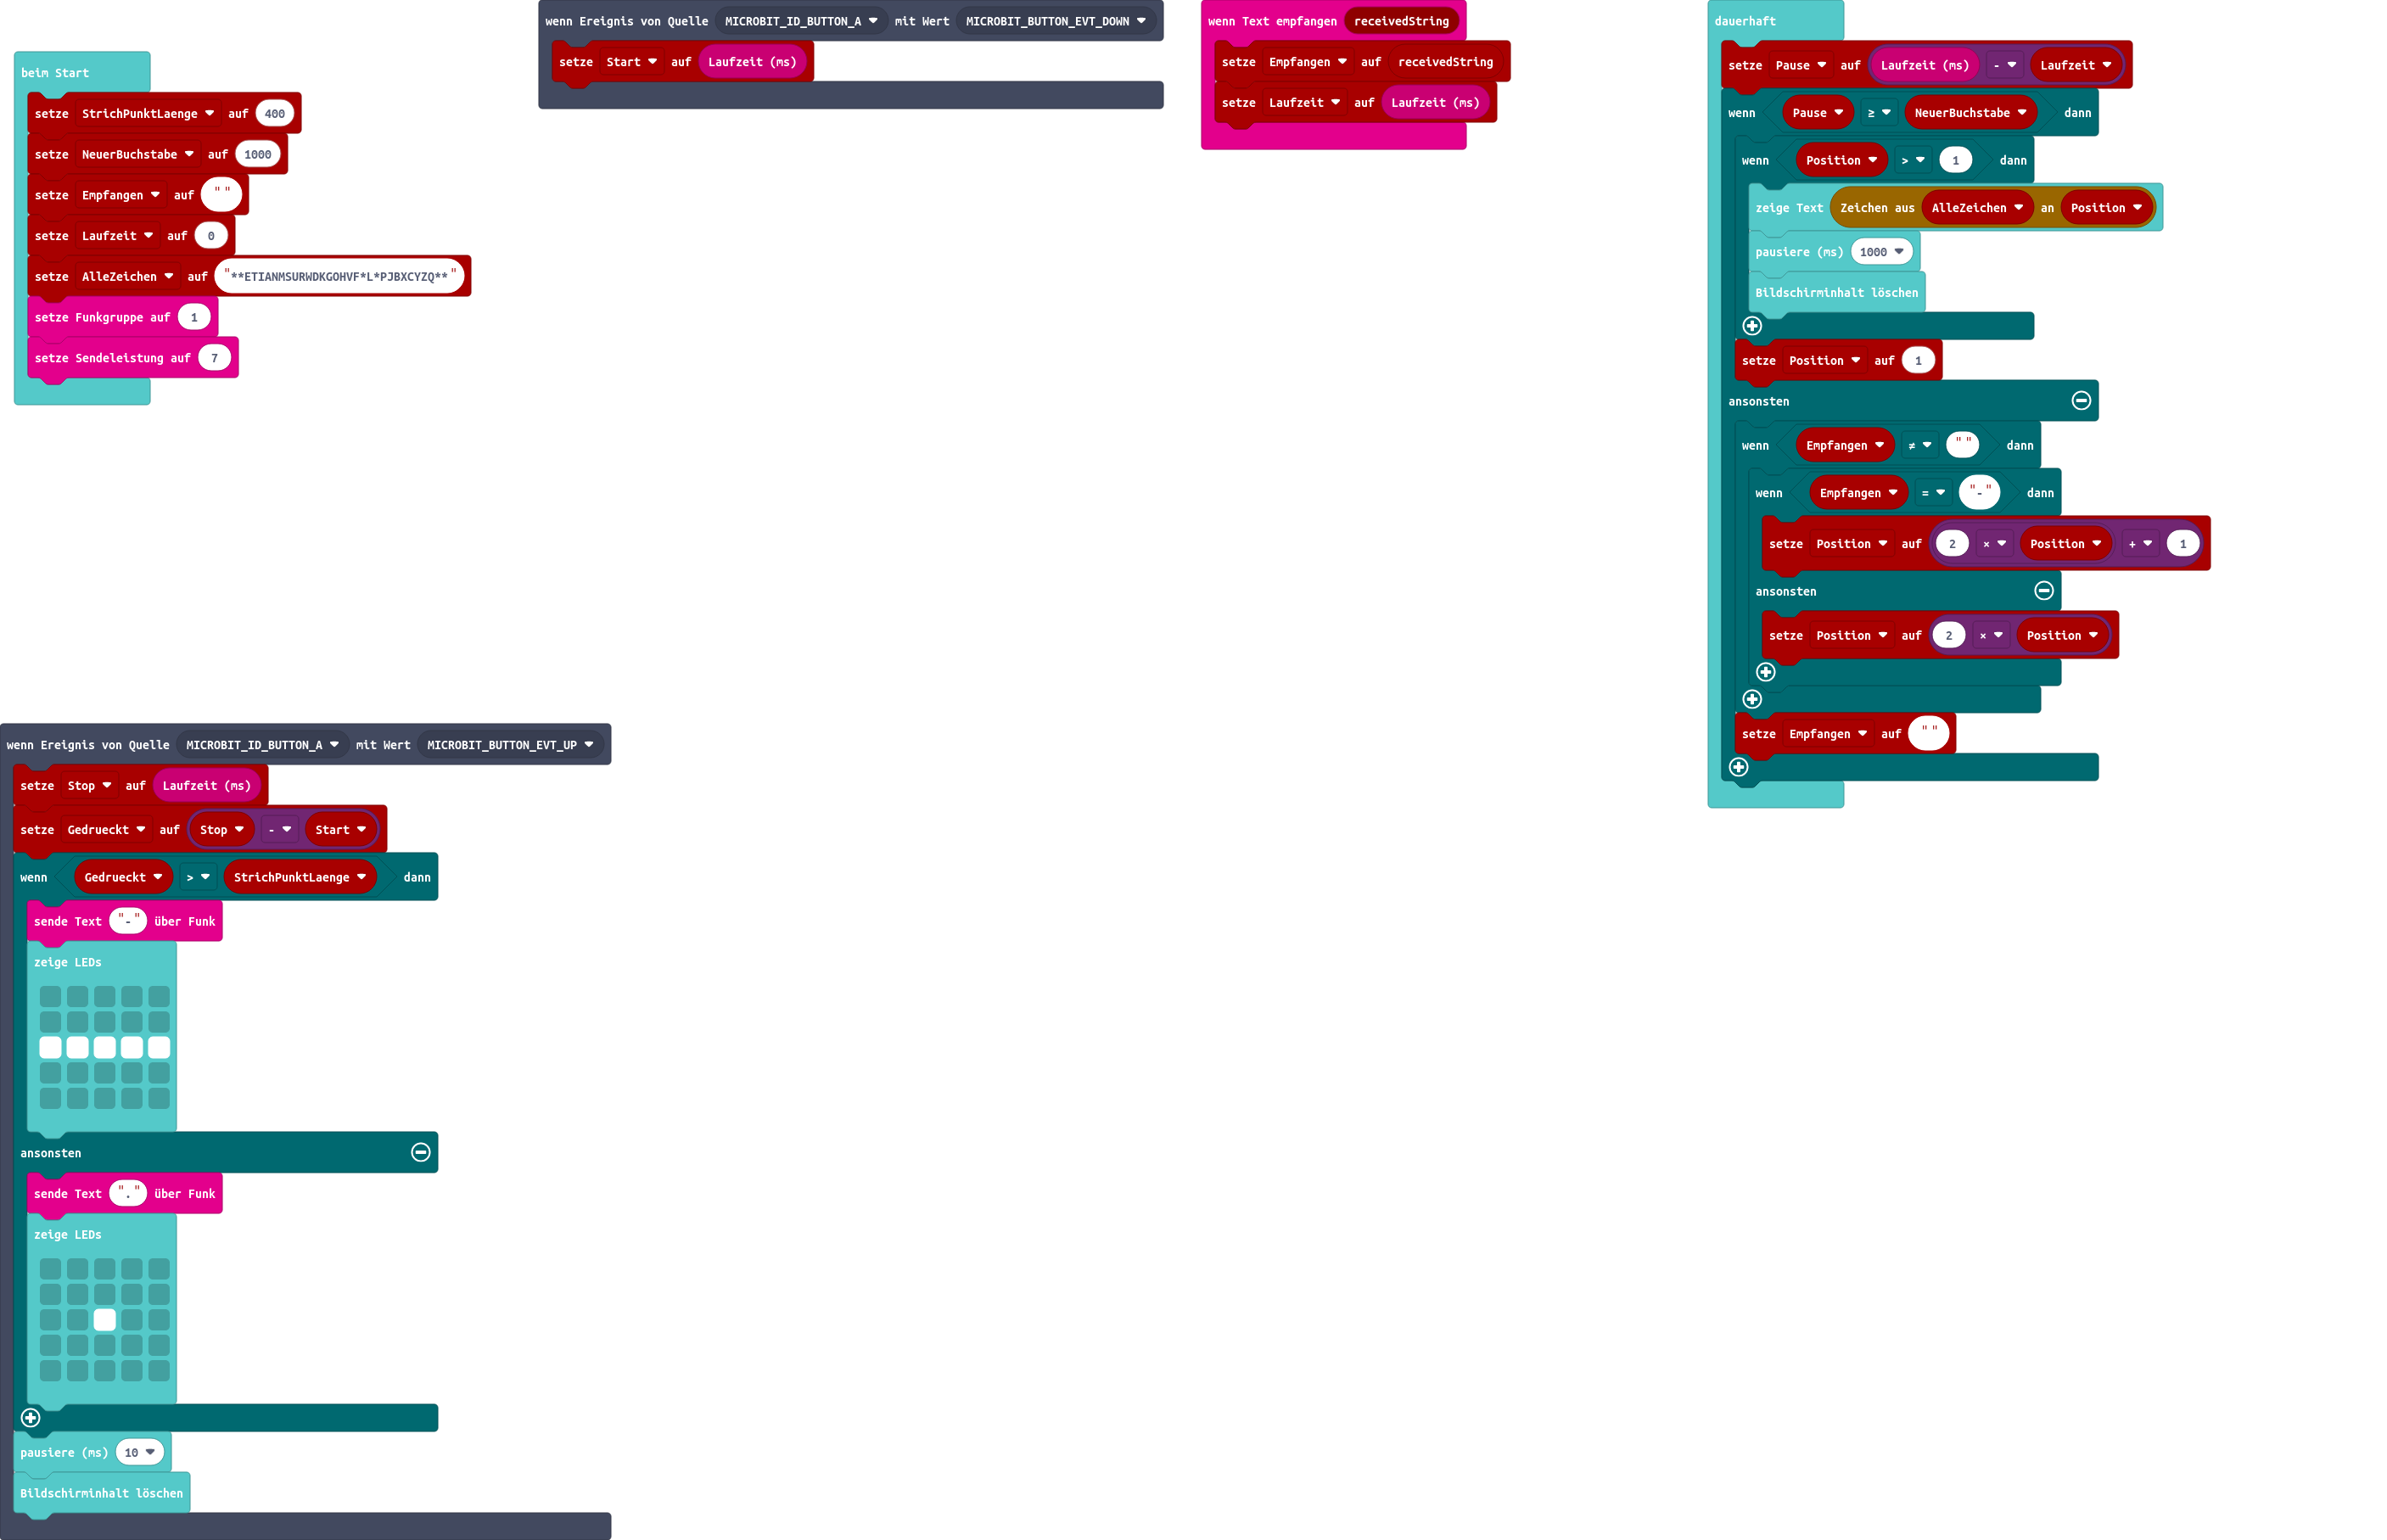 beim Start
setze StrichPunktLaenge auf 400
setze NeuerBuchstabe auf 1000
setze Empfangen auf " "
setze Laufzeit auf 0
setze AlleZeichen auf "**ETIANMSURWDKGOHVF*L*PJBXCYZQ**"
setze Funkgruppe auf 1
setze Sendeleistung auf 7
wenn Ereignis von Quelle MICROBIT_ID_BUTTON_A mit Wert MICROBIT_BUTTON_EVT_DOWN
setze Start auf Laufzeit (ms)
wenn Text empfangen receivedString
setze Empfangen auf receivedString
setze Laufzeit auf Laufzeit (ms)
dauerhaft
setze Pause auf Laufzeit (ms) - Laufzeit
wenn Pause ≥ NeuerBuchstabe dann
wenn Position > 1 dann
zeige Text Zeichen aus AlleZeichen an Position
pausiere (ms) 1000
Bildschirminhalt löschen
setze Position auf 1
ansonsten
wenn Empfangen ≠ " " dann
wenn Empfangen = "-" dann
setze Position auf 2 × Position + 1
ansonsten
setze Position auf 2 × Position
setze Empfangen auf " "
wenn Ereignis von Quelle MICROBIT_ID_BUTTON_A mit Wert MICROBIT_BUTTON_EVT_UP
setze Stop auf Laufzeit (ms)
setze Gedrueckt auf Stop - Start
wenn Gedrueckt > StrichPunktLaenge dann
sende Text "-" über Funk
zeige LEDs
ansonsten
sende Text "." über Funk
zeige LEDs
pausiere (ms) 10
Bildschirminhalt löschen